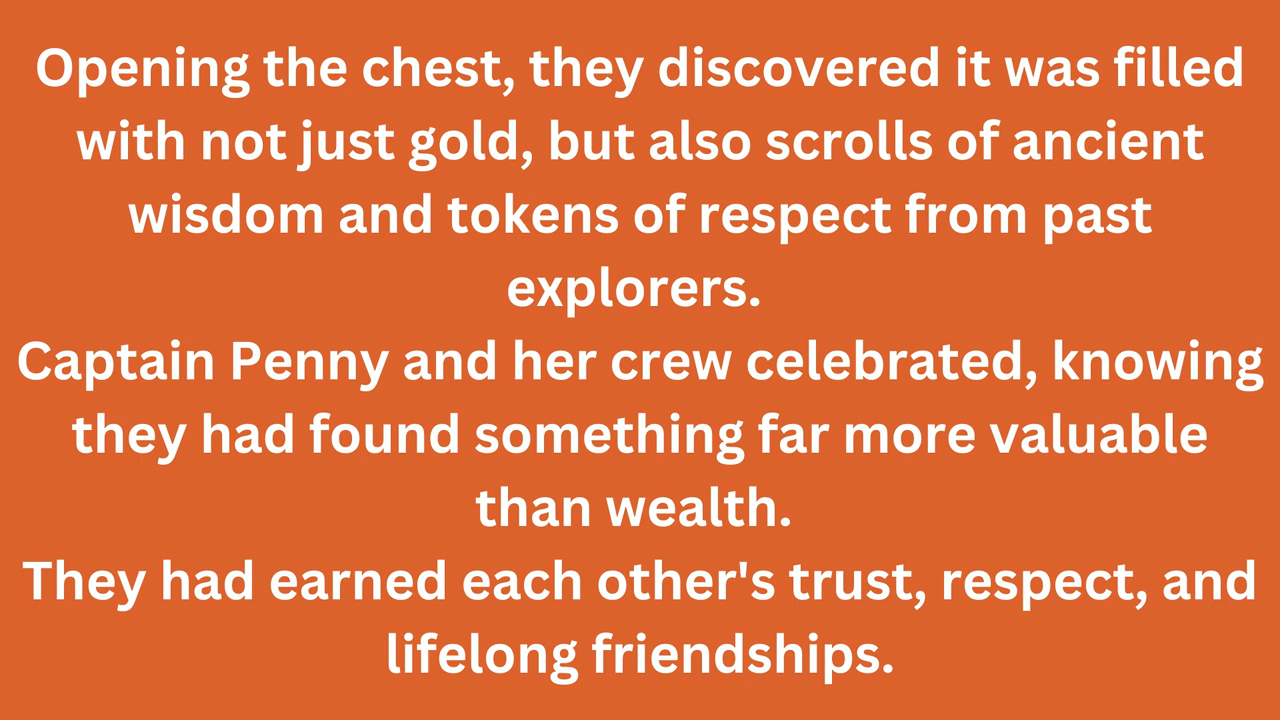 Opening the chest, they discovered it was filled
with not just gold, but also scrolls of ancient
wisdom and tokens of respect from past
explorers.
Captain Penny and her crew celebrated, knowing
they had found something far more valuable
than wealth.
They had earned each other's trust, respect, and
lifelong friendships.